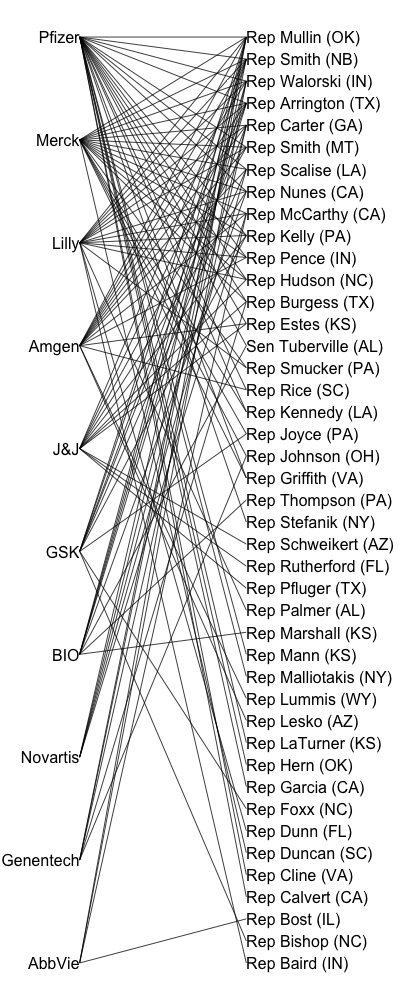 Pfizer
Merck
Lilly
Amgen
J&J
GSK
BIO
Novartis
Genentech
AbbVie
Rep Mullin (OK)
Rep Smith (NB)
Rep Walorski (IN)
Rep Arrington (TX)
Rep Carter (GA)
Rep Smith (MT)
Rep Scalise (LA)
Rep Nunes (CA)
Rep McCarthy (CA)
Rep Kelly (PA)
Rep Pence (IN)
Rep Hudson (NC)
Rep Burgess (TX)
Rep Estes (KS)
Sen Tuberville (AL)
Rep Smucker (PA)
Rep Rice (SC)
Rep Kennedy (LA)
Rep Joyce (PA)
Rep Johnson (OH)
Rep Griffith (VA)
Rep Thompson (PA)
Rep Stefanik (NY)
Rep Schweikert (AZ)
Rep Rutherford (FL)
Rep Pfluger (TX)
Rep Palmer (AL)
Rep Marshall (KS)
Rep Mann (KS)
Rep Malliotakis (NY)
Rep Lummis (WY)
Rep Lesko (AZ)
Rep LaTurner (KS)
Rep Hern (OK)
Rep Garcia (CA)
Rep Foxx (NC)
Rep Dunn (FL)
Rep Duncan (SC)
Rep Cline (VA)
Rep Calvert (CA)
Rep Bost (IL)
Rep Bishop (NC)
Rep Baird (IN)